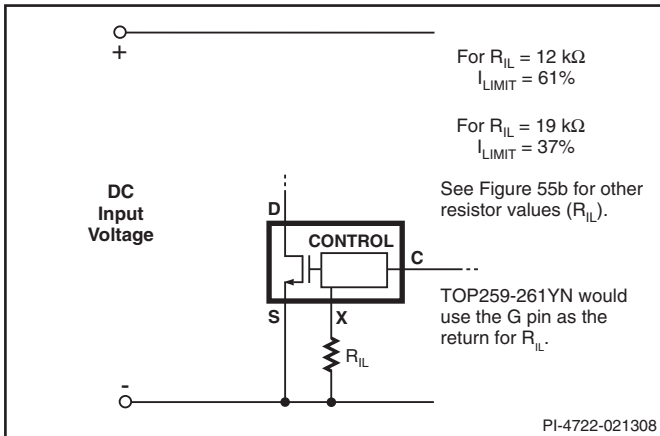 +
For R_IL = 12 kΩ
I_LIMIT = 61%
For R_IL = 19 kΩ
I_LIMIT = 37%
See Figure 55b for other
resistor values (R_IL).
DC
Input
Voltage
D
CONTROL
C
S
X
TOP259-261YN would
use the G pin as the
return for R_IL.
R_IL
-
PI-4722-021308